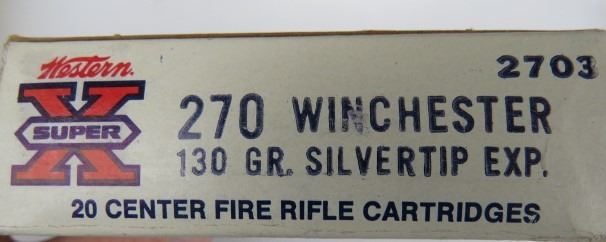 Western.
2703
SUPER X
270 WINCHESTER
130 GR. SILVERTIP EXP.
20 CENTER FIRE RIFLE CARTRIDGES